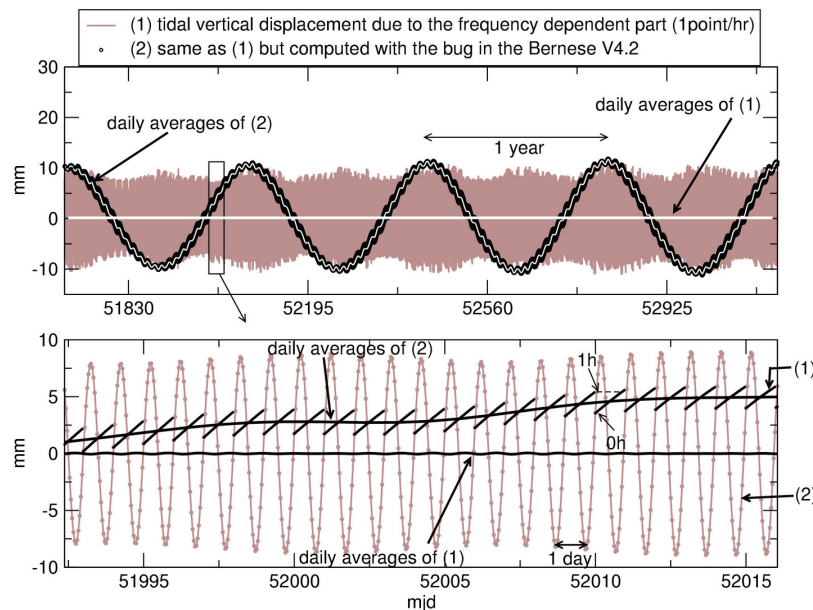 (1) tidal vertical displacement due to the frequency dependent part (1point/hr)
(2) same as (1) but computed with the bug in the Bernese V4.2
30
20
10
0
-10
mm
daily averages of (2)
daily averages of (1)
1 year
51830
52195
52560
52925
10
5
0
-5
-10
mm
daily averages of (2)
1h
(1)
0h
(2)
daily averages of (1)
1 day
51995
52000
52005
52010
52015
mjd